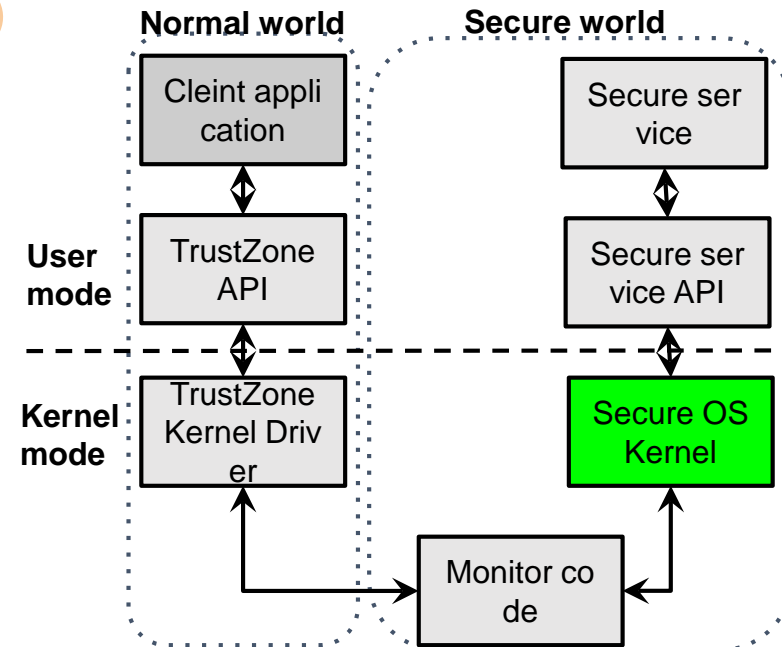 Normal world
Secure world
Cleint appli
cation
Secure ser
vice
User
mode
TrustZone
API
Secure ser
vice API
Kernel
mode
TrustZone
Kernel Driv
er
Secure OS
Kernel
Monitor co
de